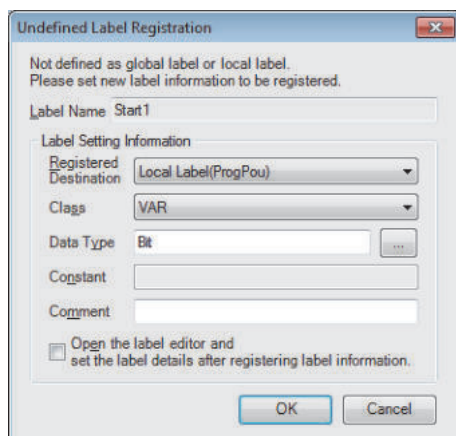 Undefined Label Registration
Not defined as global label or local label.
Please set new label information to be registered.
Label Name Start1
Label Setting Information
Registered Destination Local Label(ProgPou)
Class VAR
Data Type Bit ...
Constant
Comment
Open the label editor and
set the label details after registering label information.
OK Cancel